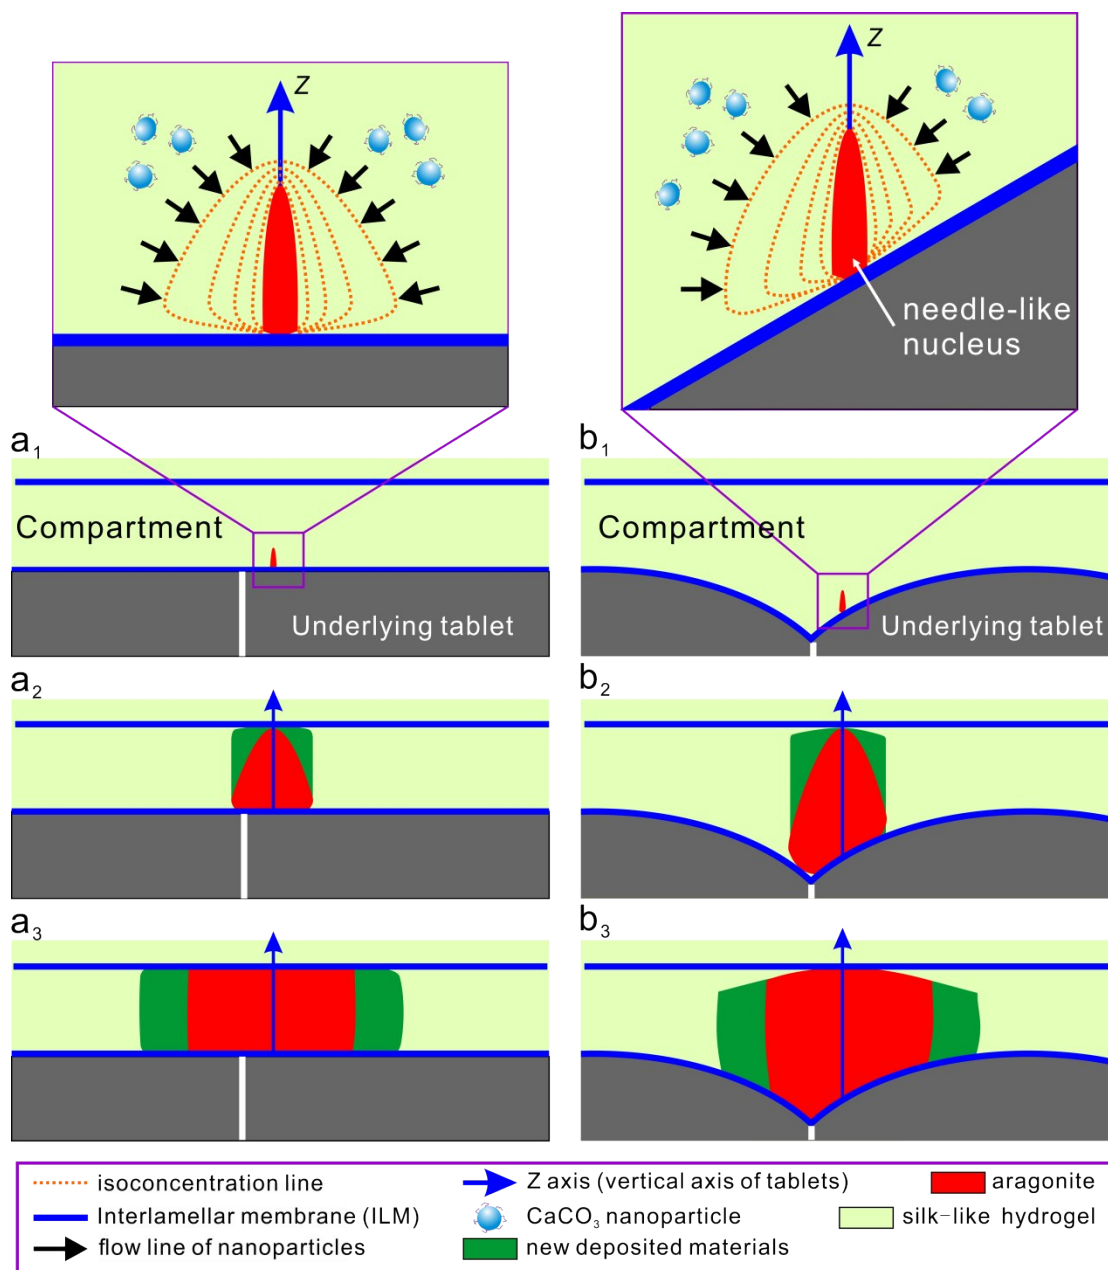 Z
Z
needle-like
nucleus
a₁
b₁
Compartment
Compartment
Underlying tablet
Underlying tablet
a₂
b₂
a₃
b₃
isoconcentration line
Z axis (vertical axis of tablets)
aragonite
Interlamellar membrane (ILM)
CaCO₃ nanoparticle
silk-like hydrogel
flow line of nanoparticles
new deposited materials